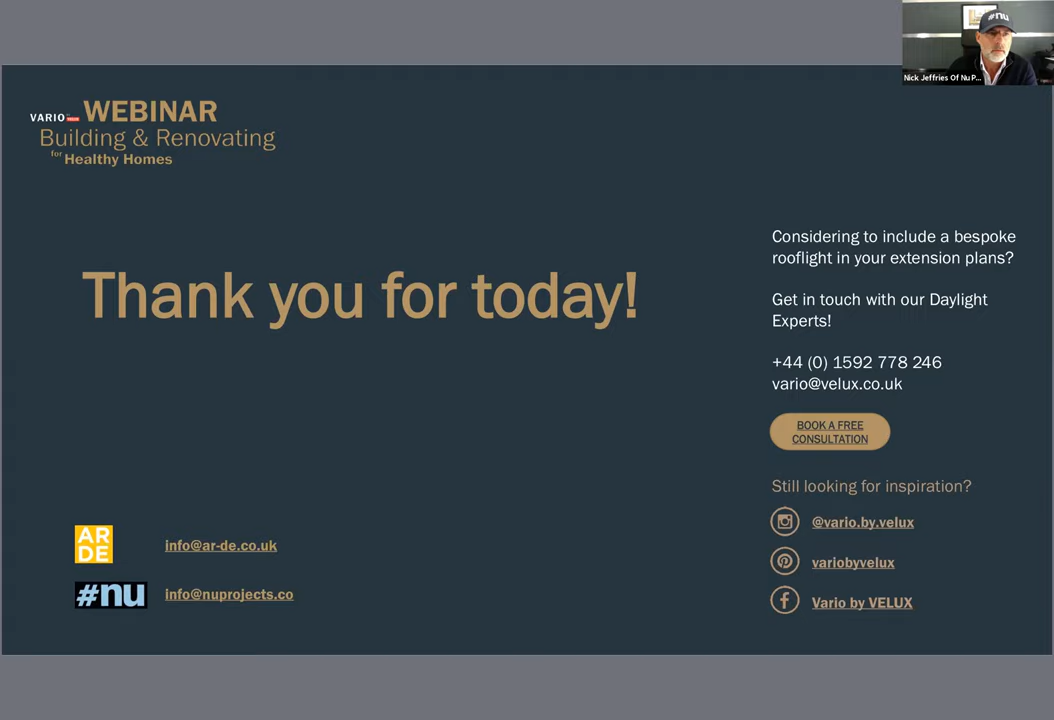 #nu
Nick Jeffries Of Nu P...
VARIO
WEBINAR
Building & Renovating
for Healthy Homes
Thank you for today!
Considering to include a bespoke
rooflight in your extension plans?
Get in touch with our Daylight
Experts!
+44 (0) 1592 778 246
vario@velux.co.uk
BOOK A FREE
CONSULTATION
Still looking for inspiration?
@vario.by.velux
variobyvelux
Vario by VELUX
AR
DE
info@ar-de.co.uk
#nu
info@nuprojects.co